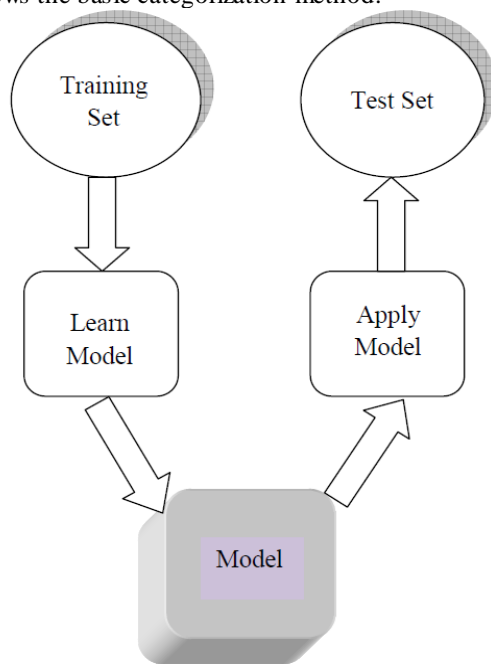 the basic categorization method.
Training
Set
Test Set
Learn
Model
Apply
Model
Model